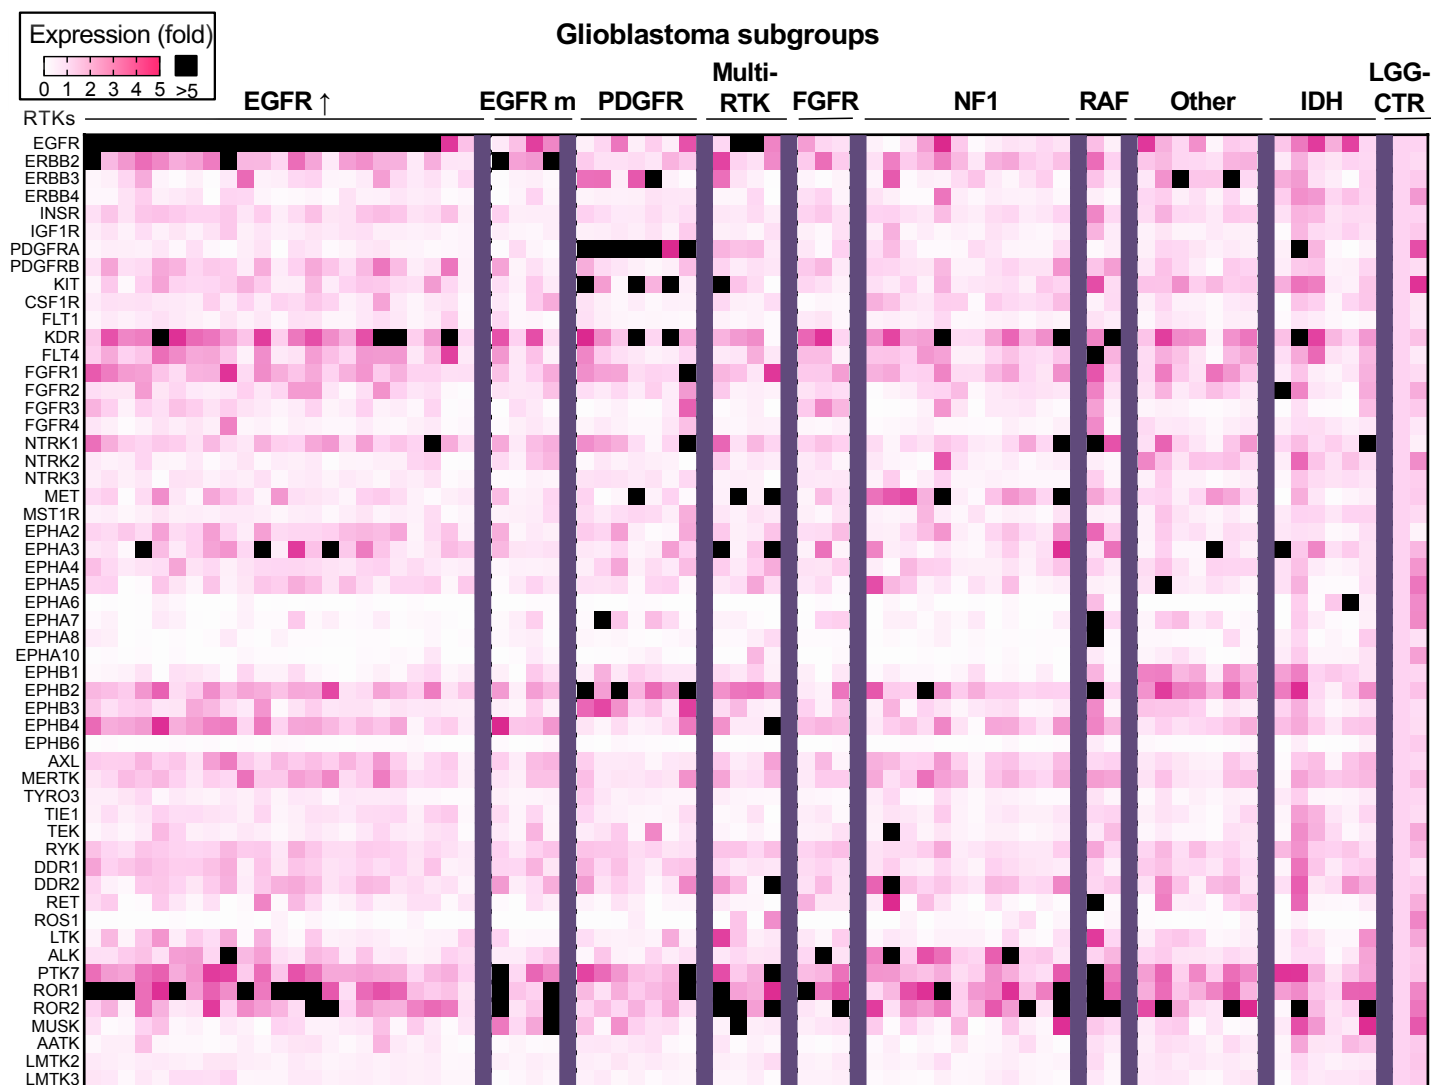 Expression (fold)
0 1 2 3 4 5 >5
Glioblastoma subgroups
EGFR ↑ EGFR m PDGFR Multi-RTK FGFR NF1 RAF Other IDH LGG-CTR
RTKs
EGFR
ERBB2
ERBB3
ERBB4
INSR
IGF1R
PDGFRA
PDGFRB
KIT
CSF1R
FLT1
KDR
FLT4
FGFR1
FGFR2
FGFR3
FGFR4
NTRK1
NTRK2
NTRK3
MET
MST1R
EPHA2
EPHA3
EPHA4
EPHA5
EPHA6
EPHA7
EPHA8
EPHA10
EPHB1
EPHB2
EPHB3
EPHB4
EPHB6
AXL
MERTK
TYRO3
TIE1
TEK
RYK
DDR1
DDR2
RET
ROS1
LTK
ALK
PTK7
ROR1
ROR2
MUSK
AATK
LMTK2
LMTK3